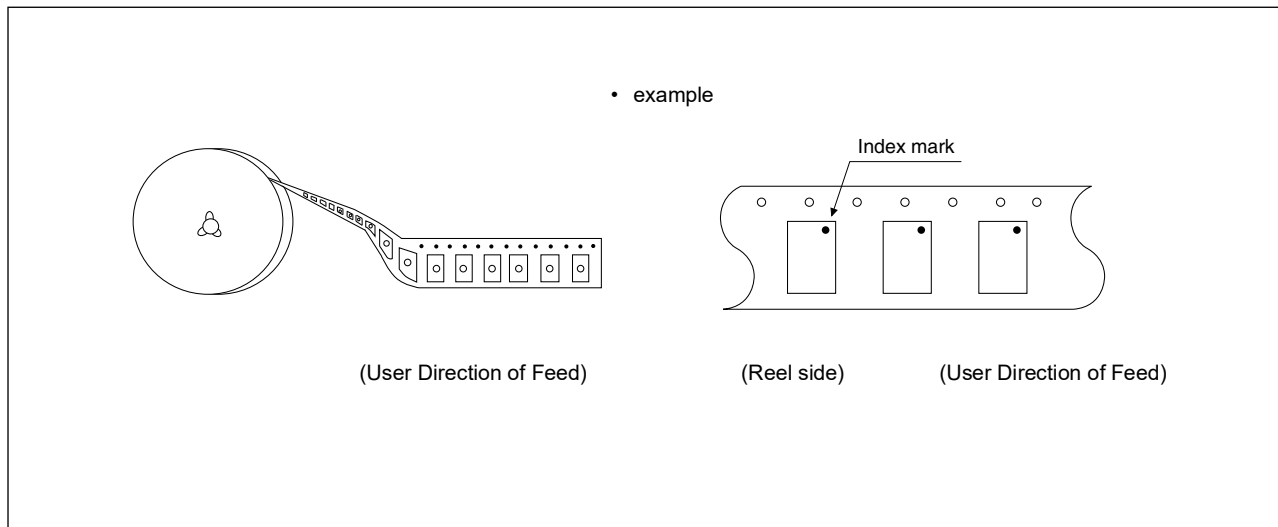 • example
Index mark
(User Direction of Feed)
(Reel side)
(User Direction of Feed)